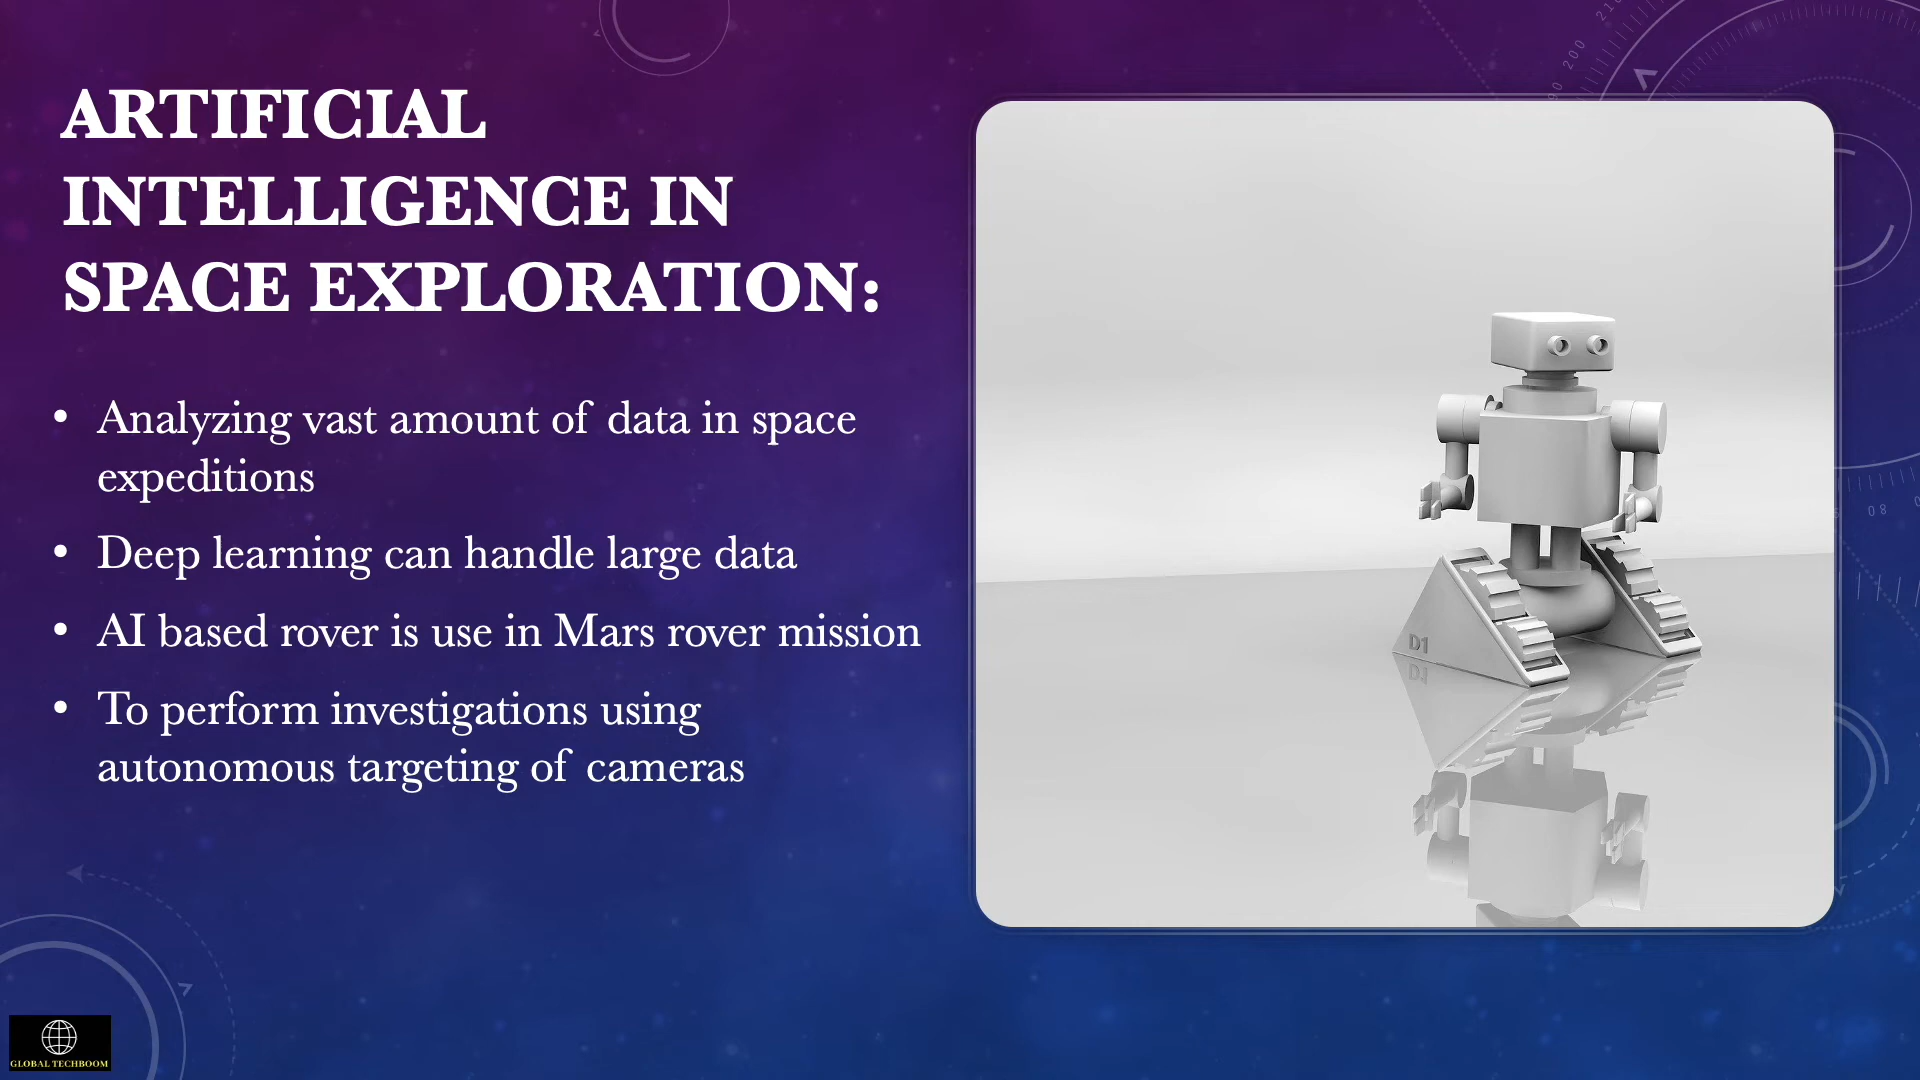 ARTIFICIAL
INTELLIGENCE IN
SPACE EXPLORATION:
• Analyzing vast amount of data in space
expeditions
• Deep learning can handle large data
• AI based rover is use in Mars rover mission
• To perform investigations using
autonomous targeting of cameras
D1
GLOBAL TECHBOOM
200
80